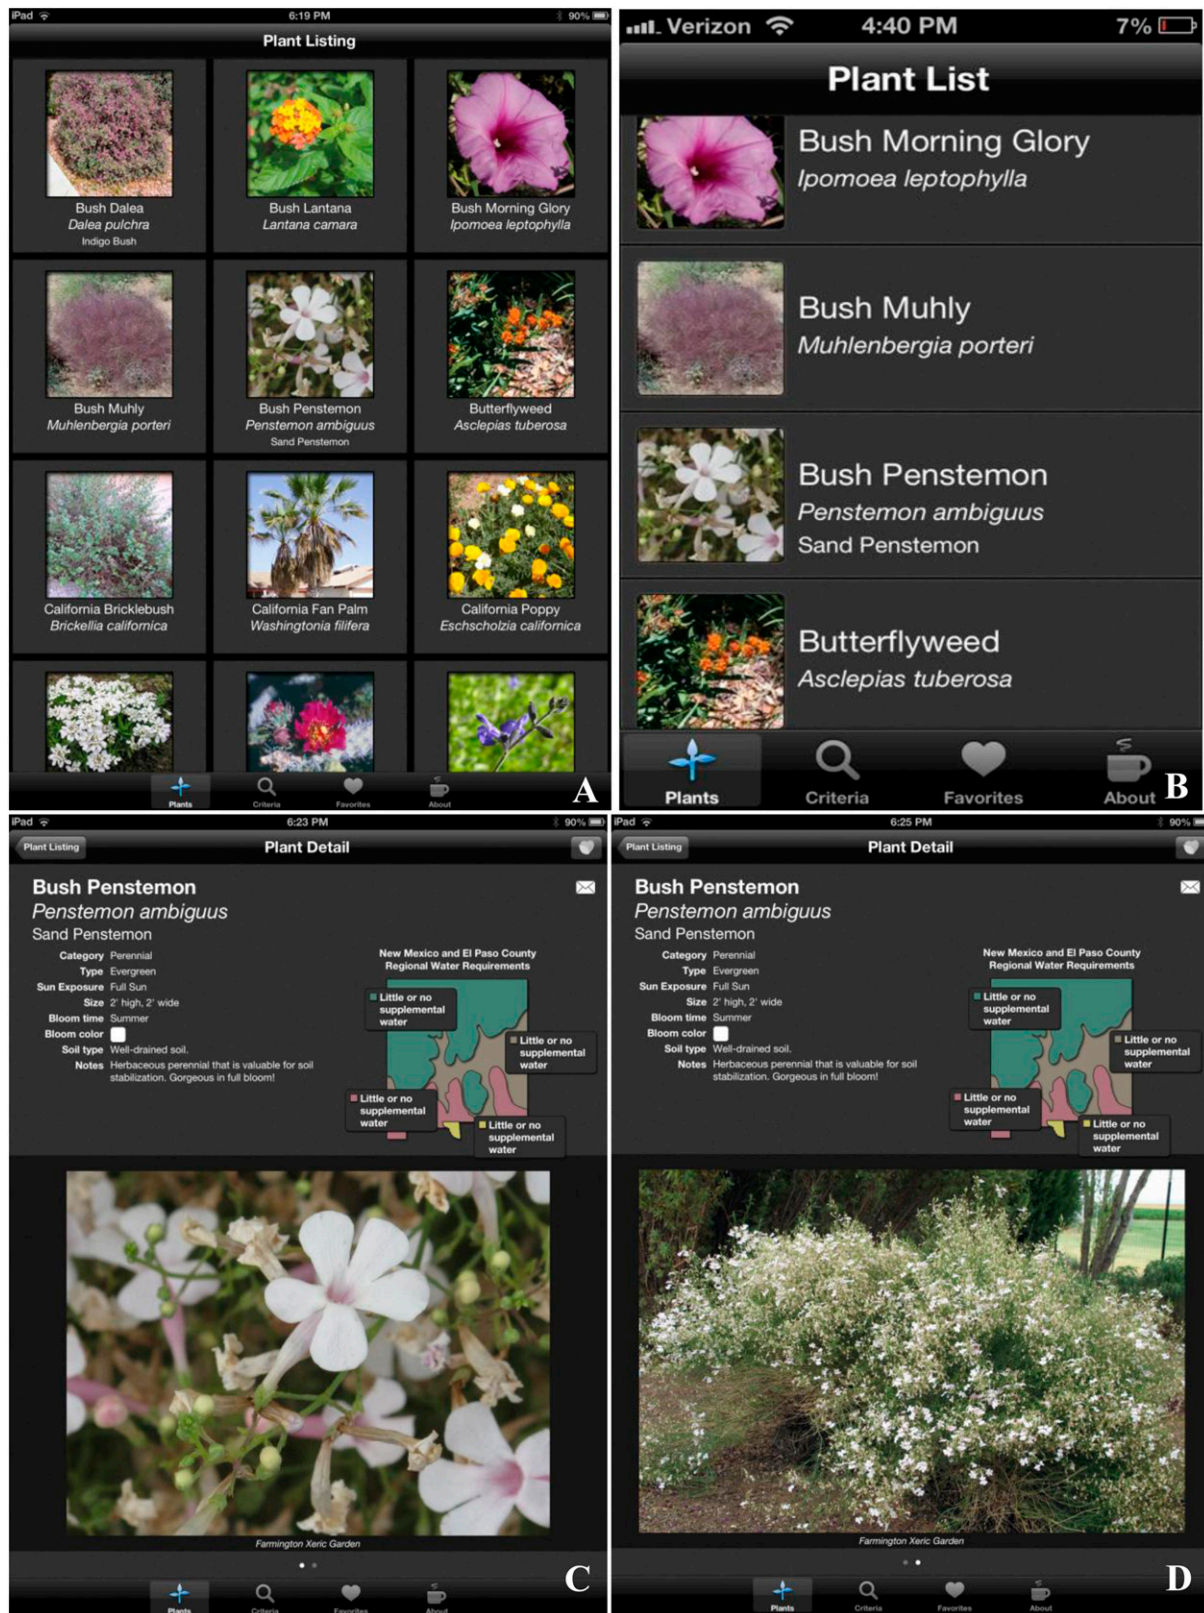 iPad 6:19 PM 90%
Plant Listing
Bush Dalea
Dalea pulchra
Indigo Bush
Bush Lantana
Lantana camara
Bush Morning Glory
Ipomoea leptophylla
Bush Muhly
Muhlenbergia porteri
Bush Penstemon
Penstemon ambiguus
Sand Penstemon
Butterflyweed
Asclepias tuberosa
California Bricklebush
Brickellia californica
California Fan Palm
Washingtonia filifera
California Poppy
Eschscholzia californica
Plants Criteria Favorites About
A
Verizon 4:40 PM 7%
Plant List
Bush Morning Glory
Ipomoea leptophylla
Bush Muhly
Muhlenbergia porteri
Bush Penstemon
Penstemon ambiguus
Sand Penstemon
Butterflyweed
Asclepias tuberosa
Plants Criteria Favorites About
B
iPad 6:23 PM 90%
Plant Listing Plant Detail
Bush Penstemon
Penstemon ambiguus
Sand Penstemon
Category Perennial
Type Evergreen
Sun Exposure Full Sun
Size 2' high, 2' wide
Bloom time Summer
Bloom color
Soil type Well-drained soil.
Notes Herbaceous perennial that is valuable for soil
stabilization. Gorgeous in full bloom!
New Mexico and El Paso County
Regional Water Requirements
Little or no
supplemental
water
Little or no
supplemental
water
Little or no
supplemental
water
Little or no
supplemental
water
Farmington Xeric Garden
Plants Criteria Favorites About
C
iPad 6:25 PM 90%
Plant Listing Plant Detail
Bush Penstemon
Penstemon ambiguus
Sand Penstemon
Category Perennial
Type Evergreen
Sun Exposure Full Sun
Size 2' high, 2' wide
Bloom time Summer
Bloom color
Soil type Well-drained soil.
Notes Herbaceous perennial that is valuable for soil
stabilization. Gorgeous in full bloom!
New Mexico and El Paso County
Regional Water Requirements
Little or no
supplemental
water
Little or no
supplemental
water
Little or no
supplemental
water
Little or no
supplemental
water
Farmington Xeric Garden
Plants Criteria Favorites About
D